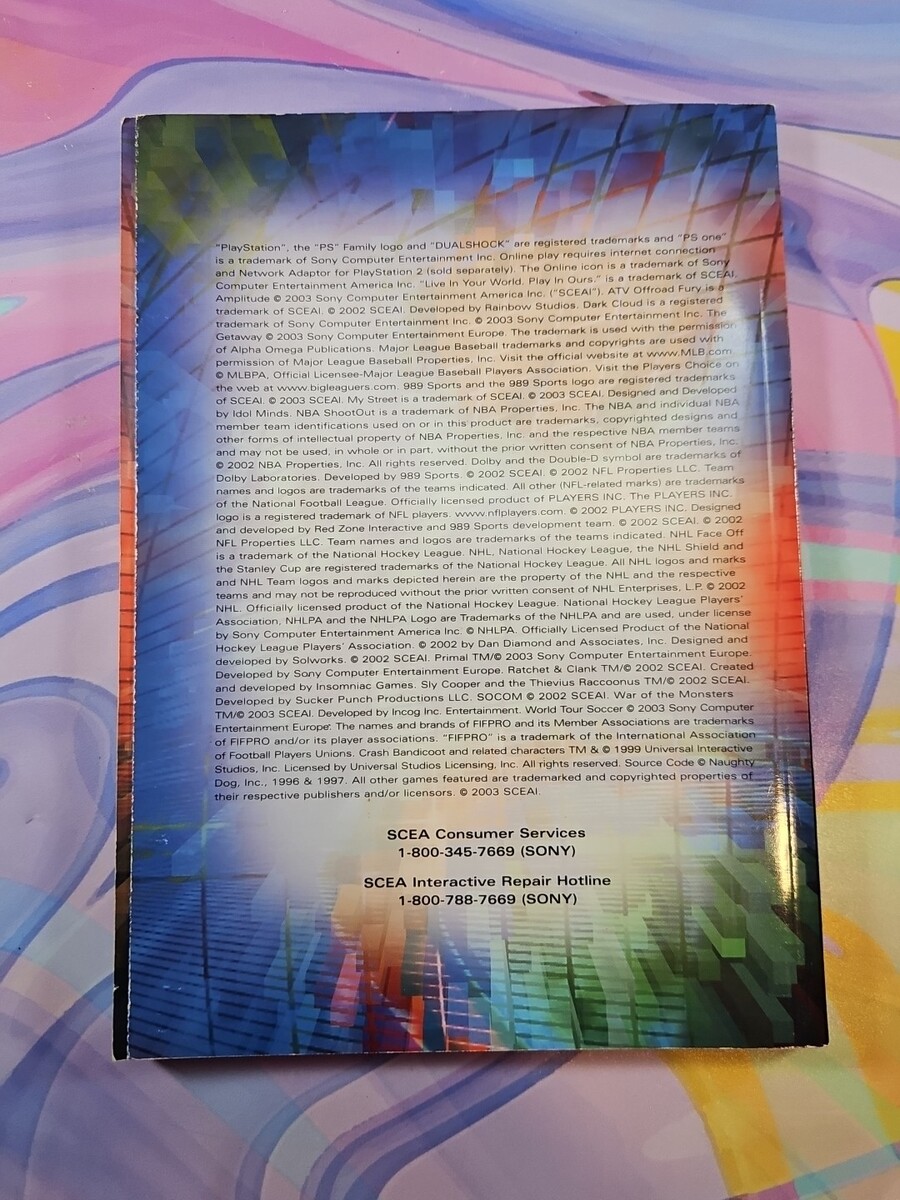 "PlayStation", the "PS" Family logo and "DUALSHOCK" are registered trademarks and "PS one"
is a trademark of Sony Computer Entertainment Inc. Online play requires internet connection
and Network Adaptor for PlayStation 2 (sold separately). The Online icon is a trademark of Sony
Computer Entertainment America Inc. "Live In Your World. Play In Ours." is a trademark of SCEAI.
Amplitude © 2003 Sony Computer Entertainment America Inc. ("SCEAI"). ATV Offroad Fury is a
trademark of SCEAI. © 2002 SCEAI. Developed by Rainbow Studios. Dark Cloud is a registered
trademark of Sony Computer Entertainment Inc. © 2003 Sony Computer Entertainment Inc. The
Getaway © 2003 Sony Computer Entertainment Europe. The trademark is used with the permission
of Alpha Omega Publications. Major League Baseball trademarks and copyrights are used with
permission of Major League Baseball Properties, Inc. Visit the official website at www.MLB.com
© MLBPA, Official Licensee-Major League Baseball Players Association. Visit the Players Choice on
the web at www.bigleaguers.com. 989 Sports and the 989 Sports logo are registered trademarks
of SCEAI. © 2003 SCEAI. My Street is a trademark of SCEAI. © 2003 SCEAI. Designed and Developed
by Idol Minds. NBA ShootOut is a trademark of NBA Properties, Inc. The NBA and individual NBA
member team identifications used on or in this product are trademarks, copyrighted designs and
other forms of intellectual property of NBA Properties, Inc. and the respective NBA member teams
and may not be used, in whole or in part, without the prior written consent of NBA Properties, Inc.
© 2002 NBA Properties, Inc. All rights reserved. Dolby and the Double-D symbol are trademarks of
Dolby Laboratories. Developed by 989 Sports. © 2002 SCEAI. © 2002 NFL Properties LLC. Team
names and logos are trademarks of the teams indicated. All other (NFL-related marks) are trademarks
of the National Football League. Officially licensed product of PLAYERS INC. The PLAYERS INC.
logo is a registered trademark of NFL players. www.nflplayers.com. © 2002 PLAYERS INC. Designed
and developed by Red Zone Interactive and 989 Sports development team. © 2002 SCEAI. © 2002
NFL Properties LLC. Team names and logos are trademarks of the teams indicated. NHL Face Off
is a trademark of the National Hockey League. NHL, National Hockey League, the NHL Shield and
the Stanley Cup are registered trademarks of the National Hockey League. All NHL logos and marks
and NHL Team logos and marks depicted herein are the property of the NHL and the respective
teams and may not be reproduced without the prior written consent of NHL Enterprises, L.P. © 2002
NHL. Officially licensed product of the National Hockey League. National Hockey League Players'
Association, NHLPA and the NHLPA Logo are Trademarks of the NHLPA and are used, under license
by Sony Computer Entertainment America Inc. © NHLPA. Officially Licensed Product of the National
Hockey League Players' Association. © 2002 by Dan Diamond and Associates, Inc. Designed and
developed by Solworks. © 2002 SCEAI. Primal TM/© 2003 Sony Computer Entertainment Europe.
Developed by Sony Computer Entertainment Europe. Ratchet & Clank TM/© 2002 SCEAI. Created
and developed by Insomniac Games. Sly Cooper and the Thievius Raccoonus TM/© 2002 SCEAI.
Developed by Sucker Punch Productions LLC. SOCOM © 2002 SCEAI. War of the Monsters
TM/© 2003 SCEAI. Developed by Incog Inc. Entertainment. World Tour Soccer © 2003 Sony Computer
Entertainment Europe. The names and brands of FIFPRO and its Member Associations are trademarks
of FIFPRO and/or its player associations. "FIFPRO" is a trademark of the International Association
of Football Players Unions. Crash Bandicoot and related characters TM & © 1999 Universal Interactive
Studios, Inc. Licensed by Universal Studios Licensing, Inc. All rights reserved. Source Code © Naughty
Dog, Inc., 1996 & 1997. All other games featured are trademarked and copyrighted properties of
their respective publishers and/or licensors. © 2003 SCEAI.
SCEA Consumer Services
1-800-345-7669 (SONY)
SCEA Interactive Repair Hotline
1-800-788-7669 (SONY)